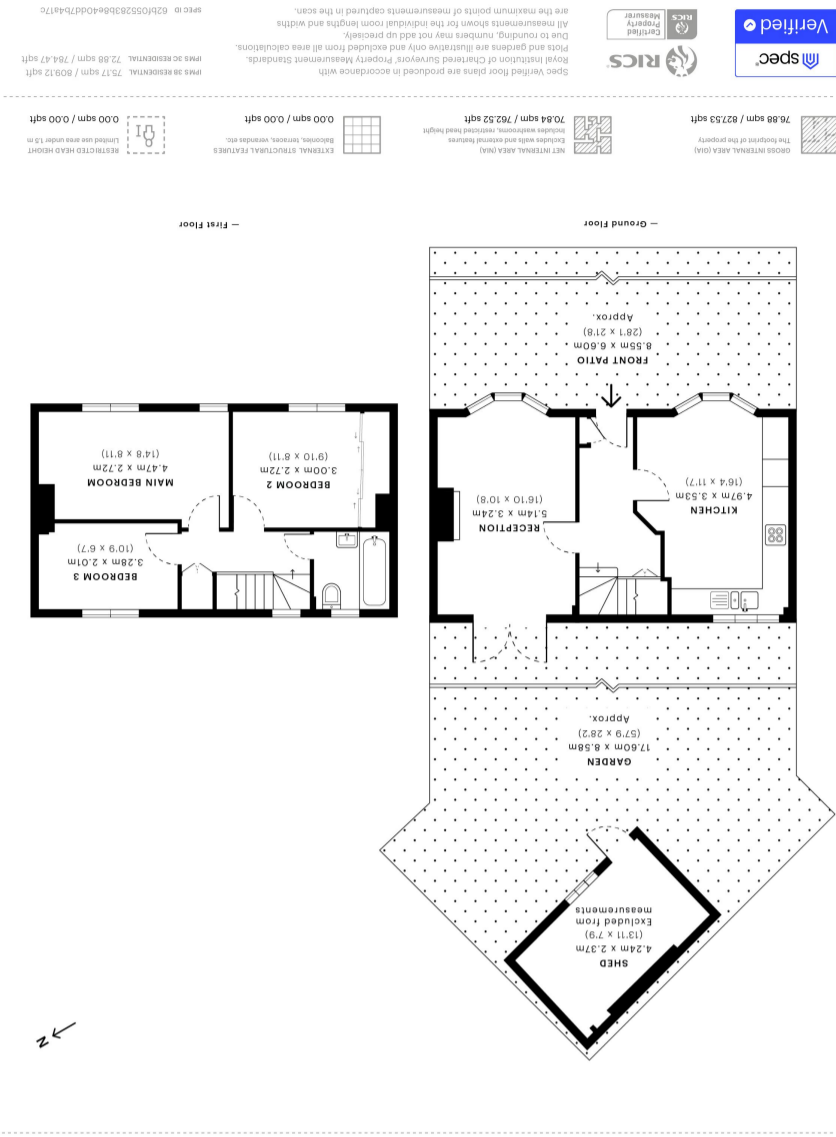 N
SHED
4.24m x 2.37m
(13'11 x 7'9)
Excluded from
measurements
GARDEN
17.60m x 8.58m
(57'9 x 28'2)
Approx.
KITCHEN
4.97m x 3.53m
(16'4 x 11'7)
RECEPTION
5.14m x 3.24m
(16'10 x 10'8)
BEDROOM 3
3.28m x 2.01m
(10'9 x 6'7)
BEDROOM 2
3.00m x 2.72m
(9'10 x 8'11)
MAIN BEDROOM
4.47m x 2.72m
(14'8 x 8'11)
FRONT PATIO
8.55m x 6.60m
(28'1 x 21'8)
Approx.
— Ground Floor
— First Floor
GROSS INTERNAL AREA (GIA)
The footprint of the property
76.88 sqm / 827.53 sqft
NET INTERNAL AREA (NIA)
Excludes walls and external features
Includes washrooms, restricted head height
70.84 sqm / 762.52 sqft
EXTERNAL STRUCTURAL FEATURES
Balconies, terraces, verandas etc.
0.00 sqm / 0.00 sqft
RESTRICTED HEAD HEIGHT
Limited use area under 1.5 m
0.00 sqm / 0.00 sqft
spec
Verified
RICS
Certified
Property
Measurer
RICS
Spec Verified floor plans are produced in accordance with
Royal Institution of Chartered Surveyors' Property Measurement Standards.
Plots and gardens are illustrative only and excluded from all area calculations.
Due to rounding, numbers may not add up precisely.
All measurements shown for the individual room lengths and widths
are the maximum points of measurements captured in the scan.
IPMS 3B RESIDENTIAL 75.17 sqm / 809.12 sqft
IPMS 3C RESIDENTIAL 72.88 sqm / 784.47 sqft
SPEC ID 62bf055283b8e40dd7b4a17c